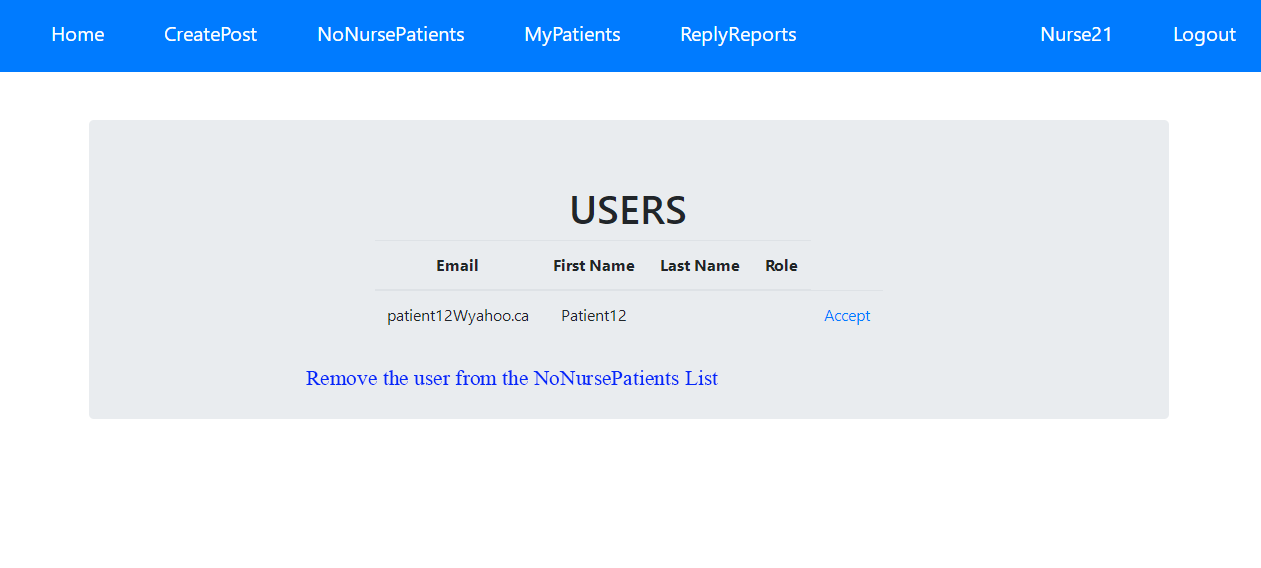 Home CreatePost NoNursePatients MyPatients ReplyReports Nurse21 Logout
USERS
Email First Name Last Name Role
patient12Wyahoo.ca Patient12 Accept
Remove the user from the NoNursePatients List